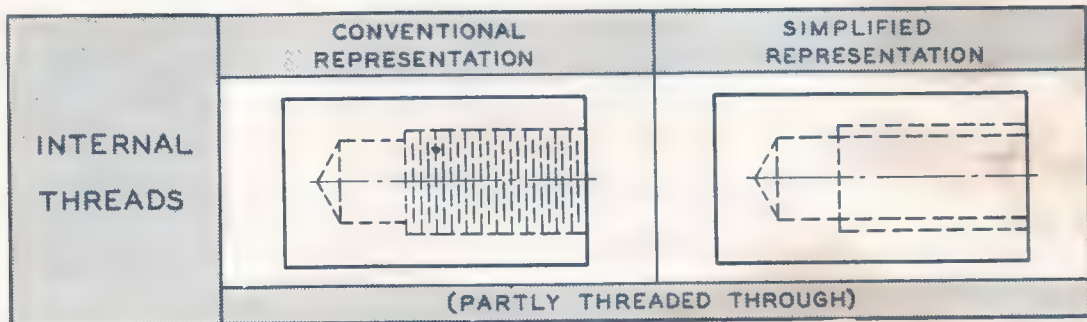 CONVENTIONAL
REPRESENTATION
SIMPLIFIED
REPRESENTATION
INTERNAL
THREADS
(PARTLY THREADED THROUGH)